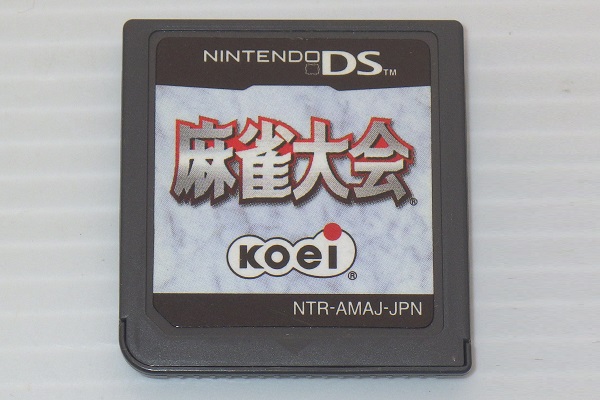 NINTENDO DS™
麻雀大会®
KOEI®
NTR-AMAJ-JPN